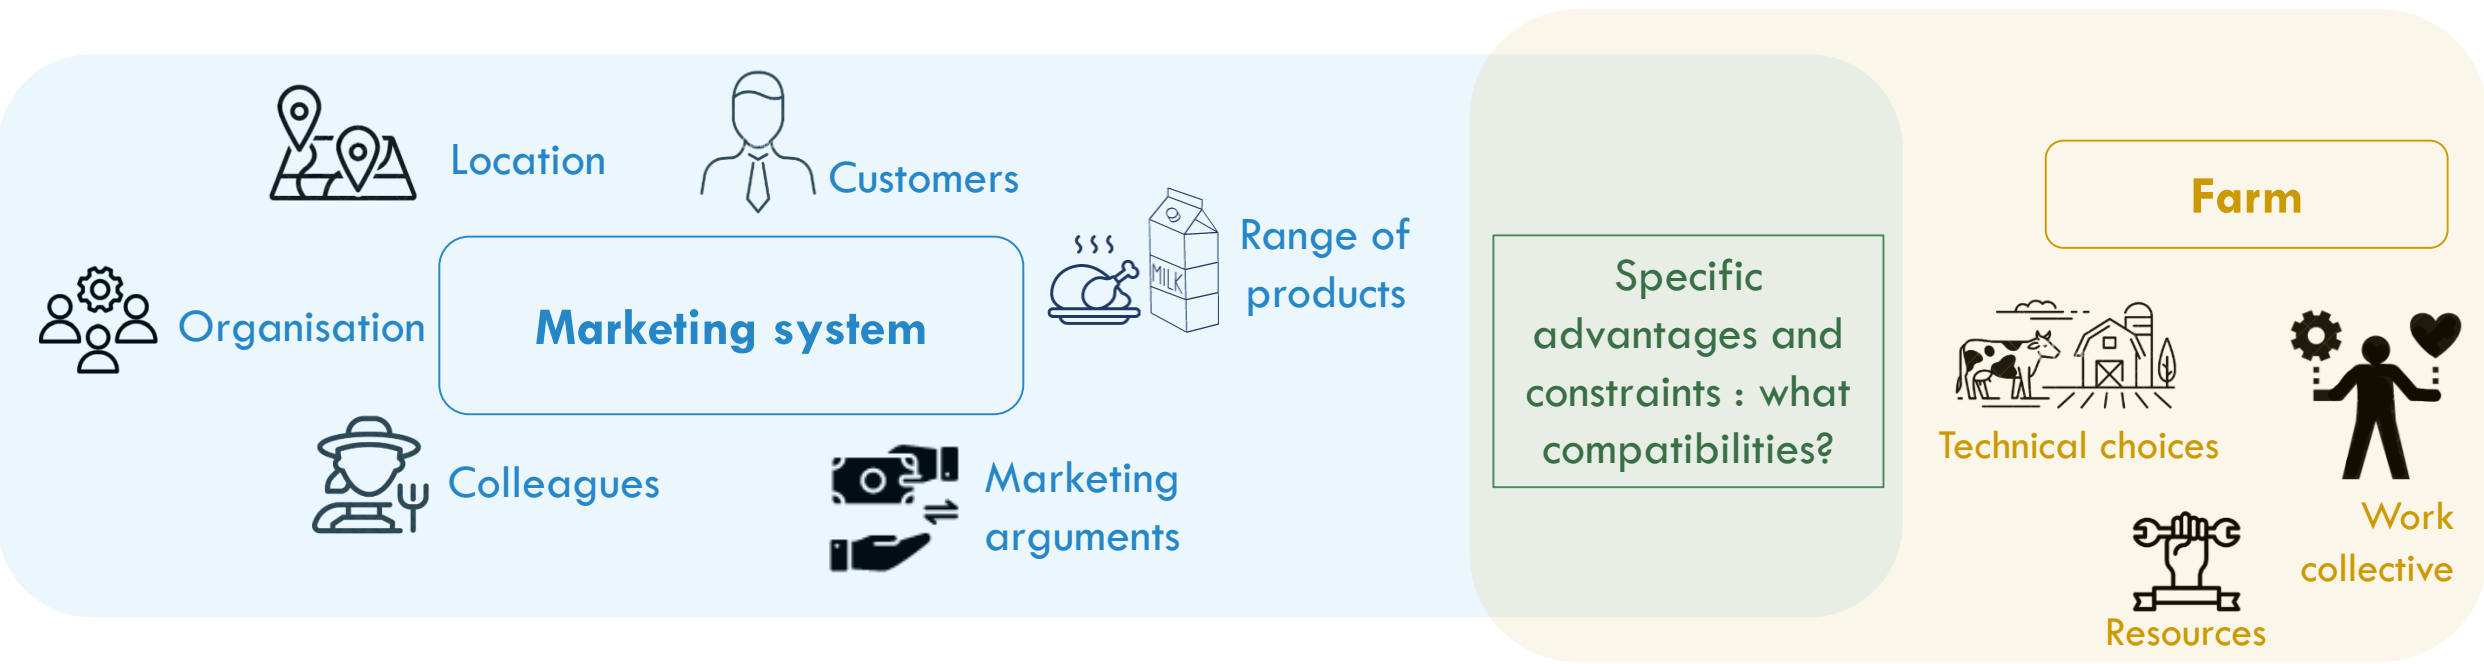 Location
Customers
Range of
products
Organisation
Marketing system
Colleagues
Marketing
arguments
MILK
Specific
advantages and
constraints : what
compatibilities?
Farm
Technical choices
Work
collective
Resources